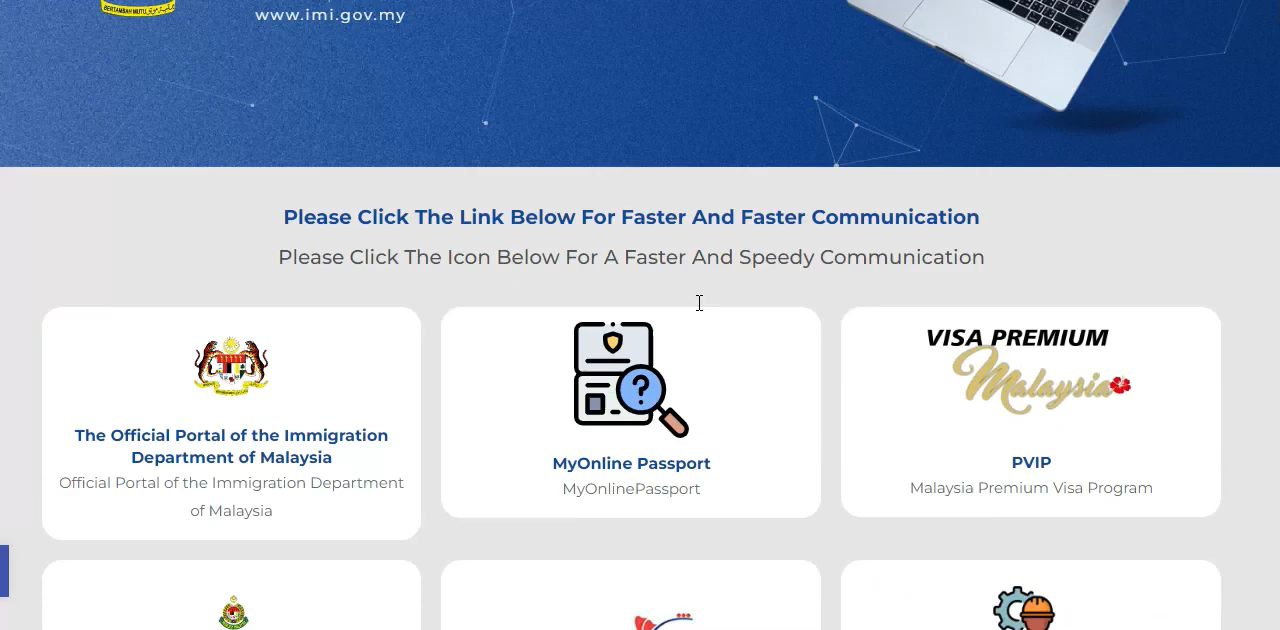 BERTAMBAH MUTU
www.imi.gov.my
Please Click The Link Below For Faster And Faster Communication
Please Click The Icon Below For A Faster And Speedy Communication
The Official Portal of the Immigration
Department of Malaysia
Official Portal of the Immigration Department
of Malaysia
?
MyOnline Passport
MyOnlinePassport
VISA PREMIUM
Malaysia
PVIP
Malaysia Premium Visa Program